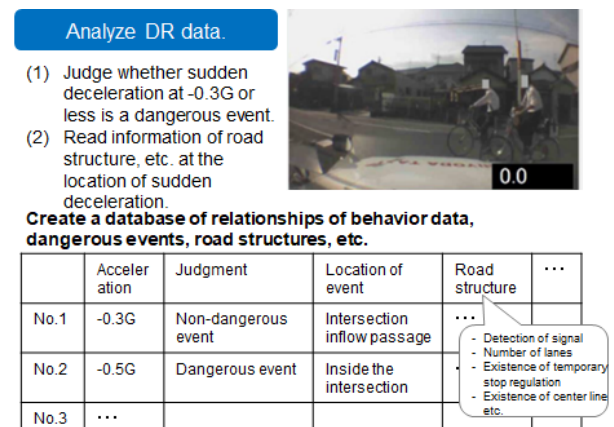 Analyze DR data.
(1) Judge whether sudden
deceleration at -0.3G or
less is a dangerous event.
(2) Read information of road
structure, etc. at the
location of sudden
deceleration.
0.0
Create a database of relationships of behavior data,
dangerous events, road structures, etc.
Acceler
ation
Judgment
Location of
event
Road
structure
･･･
No.1
-0.3G
Non-dangerous
event
Intersection
inflow passage
･･･
No.2
-0.5G
Dangerous event
Inside the
intersection
No.3
･･･
- Detection of signal
- Number of lanes
- Existence of temporary
stop regulation
- Existence of center line
etc.